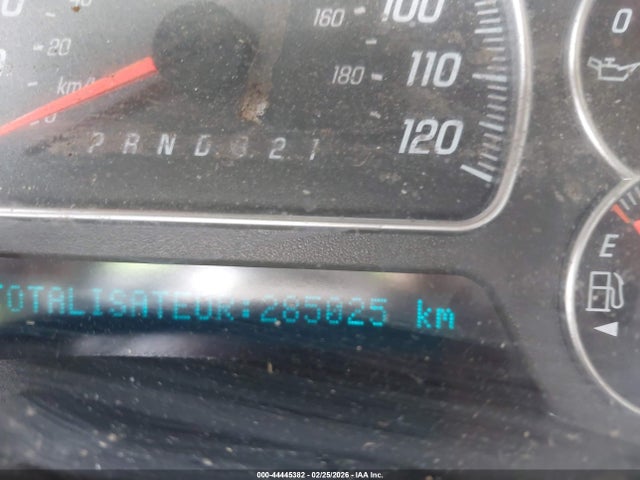 160 100
20
km/h
180 110
120
P R N D 3 2 1
0
E
TOTALISATEUR:285025 km
000-44445382 - 02/25/2026 - IAA Inc.